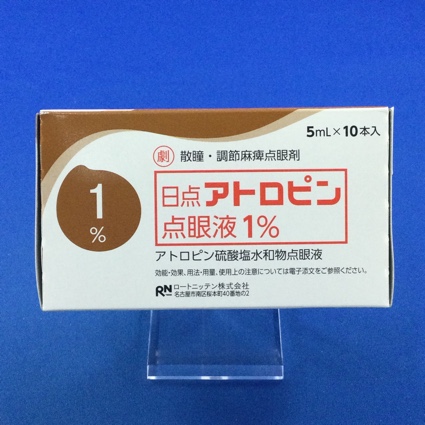 5mL×10本入
劇 散瞳・調節麻痺点眼剤
1
%
日点アトロピン
点眼液1%
アトロピン硫酸塩水和物点眼液
効能・効果、用法・用量、使用上の注意については電子添文をご参照ください。
RN ロートニッテン株式会社
名古屋市南区桜本町40番地の2